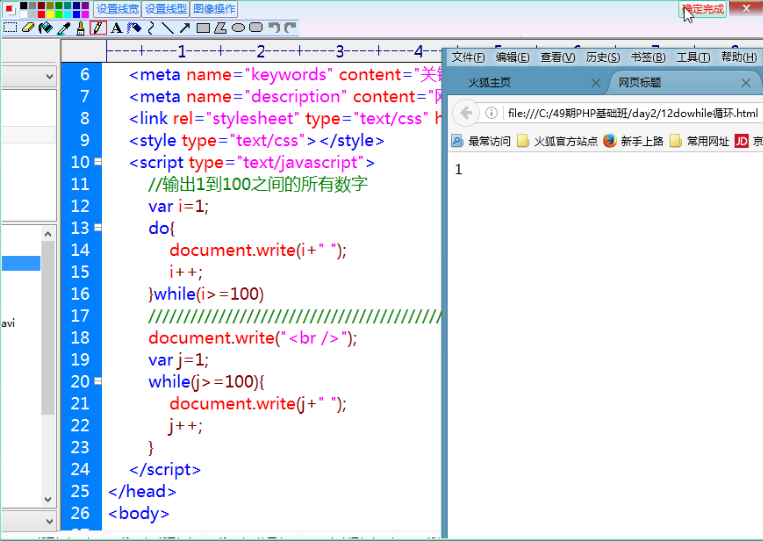 设置线宽 设置线型 图像操作 确定完成
文件(F) 编辑(E) 查看(V) 历史(S) 书签(B) 工具(T) 帮助(H)
火狐主页 网页标题
file:///C:/49期PHP基础班/day2/12dowhile循环.html
最常访问 火狐官方站点 新手上路 常用网址 JD 京
1
avi
----+----1----+----2----+----3----+----4
6 <meta name="keywords" content="关键
7 <meta name="description" content="网
8 <link rel="stylesheet" type="text/css" h
9 <style type="text/css"></style>
10 <script type="text/javascript">
11 //输出1到100之间的所有数字
12 var i=1;
13 do{
14 document.write(i+" ");
15 i++;
16 }while(i>=100)
17 //////////////////////////////////////////
18 document.write("<br />");
19 var j=1;
20 while(j>=100){
21 document.write(j+" ");
22 j++;
23 }
24 </script>
25 </head>
26 <body>